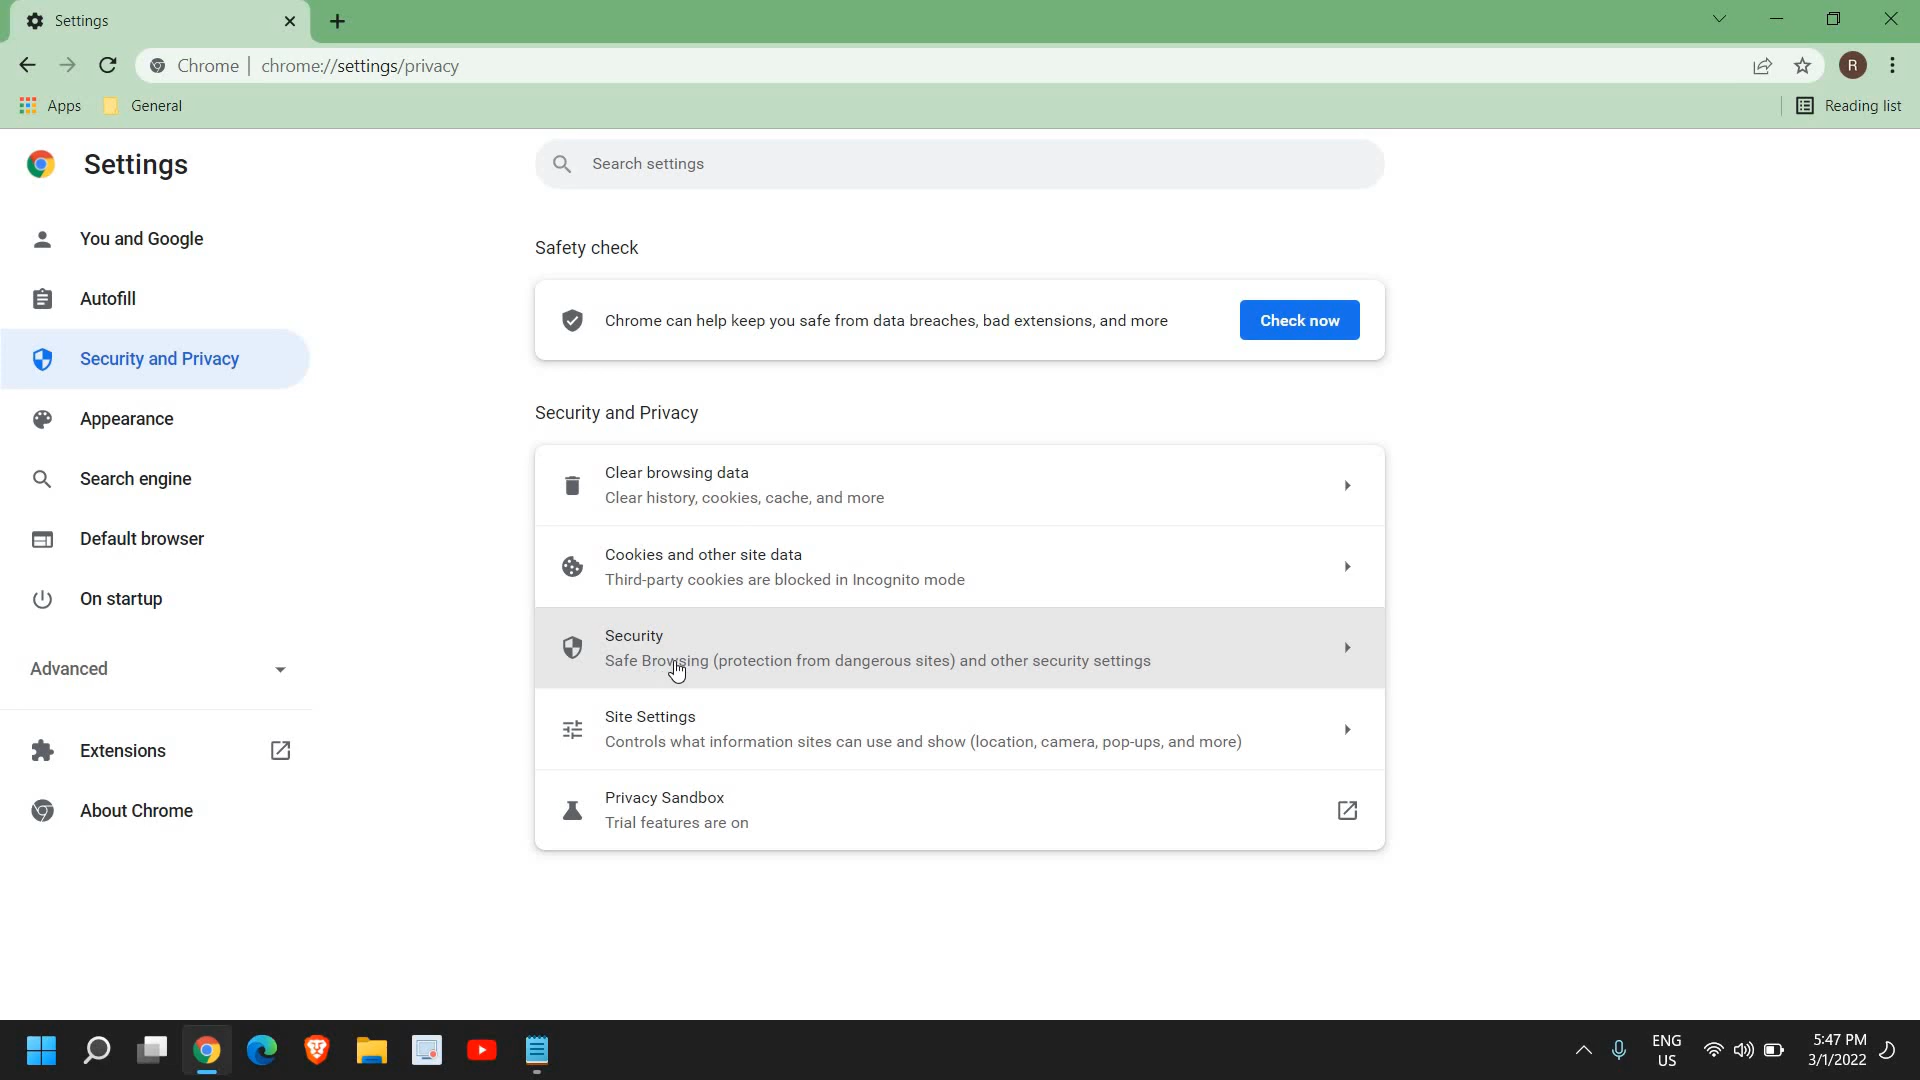 Settings
Chrome | chrome://settings/privacy
R
Apps
General
Reading list
Settings
Search settings
You and Google
Autofill
Security and Privacy
Appearance
Search engine
Default browser
On startup
Advanced
Extensions
About Chrome
Safety check
Chrome can help keep you safe from data breaches, bad extensions, and more
Check now
Security and Privacy
Clear browsing data
Clear history, cookies, cache, and more
Cookies and other site data
Third-party cookies are blocked in Incognito mode
Security
Safe Browsing (protection from dangerous sites) and other security settings
Site Settings
Controls what information sites can use and show (location, camera, pop-ups, and more)
Privacy Sandbox
Trial features are on
ENG
US
5:47 PM
3/1/2022